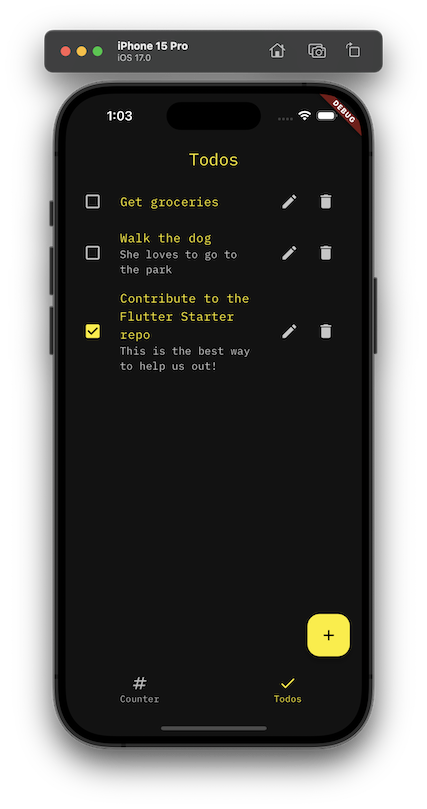 iPhone 15 Pro
iOS 17.0
1:03
DEBUG
Todos
Get groceries
Walk the dog
She loves to go to
the park
Contribute to the
Flutter Starter
repo
This is the best way
to help us out!
+
# 
Counter
Todos